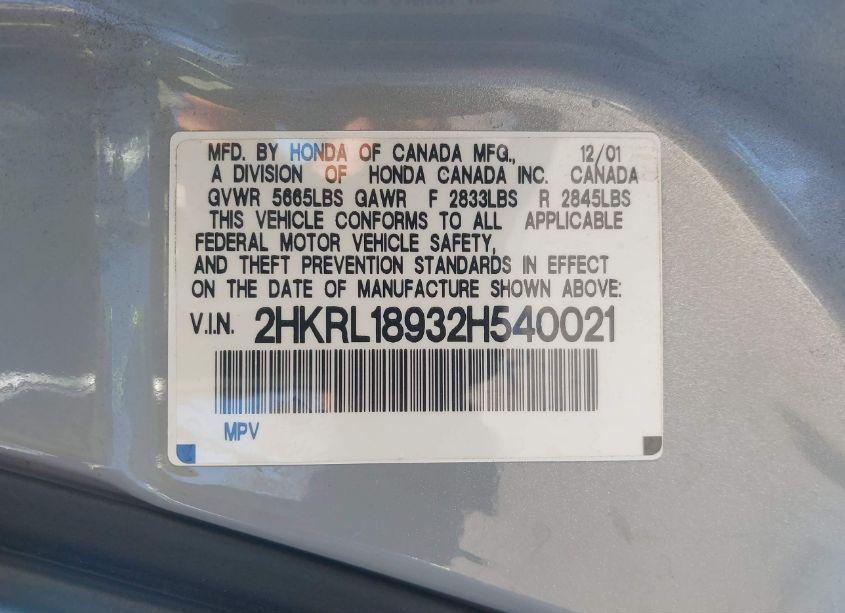 MFD. BY HONDA OF CANADA MFG., 12/01
A DIVISION OF HONDA CANADA INC. CANADA
GVWR 5665LBS GAWR F 2833LBS R 2845LBS
THIS VEHICLE CONFORMS TO ALL APPLICABLE
FEDERAL MOTOR VEHICLE SAFETY,
AND THEFT PREVENTION STANDARDS IN EFFECT
ON THE DATE OF MANUFACTURE SHOWN ABOVE:
V.I.N. 2HKRL18932H540021
MPV